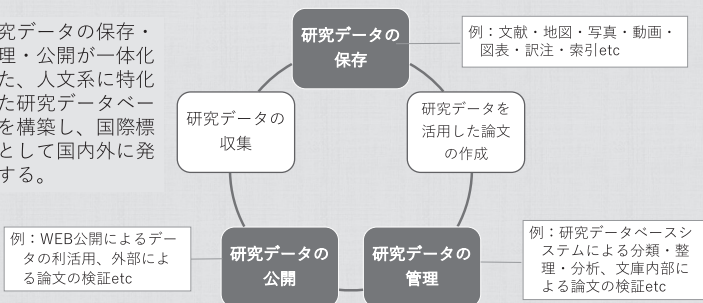 究データの保存・
理・公開が一体化
た、人文系に特化
た研究データベー
を構築し、国際標
として国内外に発
する。
研究データの
保存
例：文献・地図・写真・動画・
図表・訳注・索引etc
研究データの
収集
研究データを
活用した論文
の作成
例：WEB公開によるデー
タの利活用、外部によ
る論文の検証etc
研究データの
公開
研究データの
管理
例：研究データベースシ
ステムによる分類・整
理・分析、文庫内部に
よる論文の検証etc